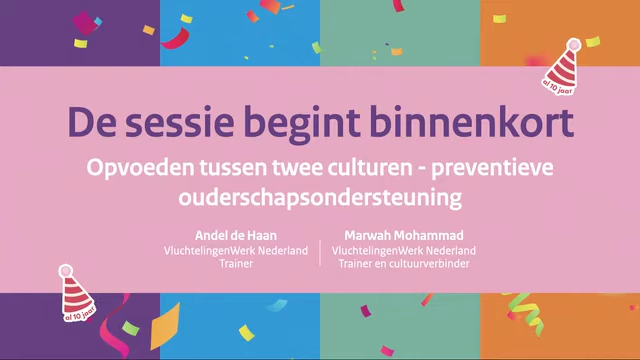 al 10 jaar
De sessie begint binnenkort
Opvoeden tussen twee culturen - preventieve
ouderschapsondersteuning
Andel de Haan
VluchtelingenWerk Nederland
Trainer
Marwah Mohammad
VluchtelingenWerk Nederland
Trainer en cultuurverbinder
al 10 jaar